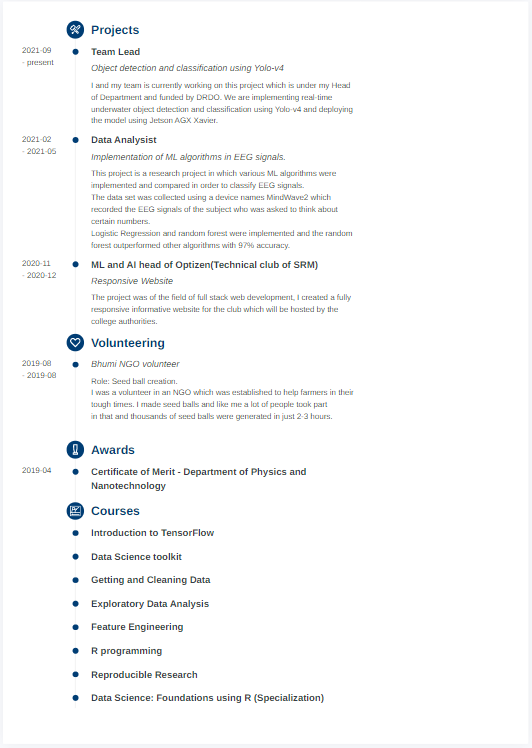 Projects
2021-09
- present
Team Lead
Object detection and classification using Yolo-v4
I and my team is currently working on this project which is under my Head
of Department and funded by DRDO. We are implementing real-time
underwater object detection and classification using Yolo-v4 and deploying
the model using Jetson AGX Xavier.
2021-02
- 2021-05
Data Analysist
Implementation of ML algorithms in EEG signals.
This project is a research project in which various ML algorithms were
implemented and compared in order to classify EEG signals.
The data set was collected using a device names MindWave2 which
recorded the EEG signals of the subject who was asked to think about
certain numbers.
Logistic Regression and random forest were implemented and the random
forest outperformed other algorithms with 97% accuracy.
2020-11
- 2020-12
ML and AI head of Optizen(Technical club of SRM)
Responsive Website
The project was of the field of full stack web development, I created a fully
responsive informative website for the club which will be hosted by the
college authorities.
Volunteering
2019-08
- 2019-08
Bhumi NGO volunteer
Role: Seed ball creation.
I was a volunteer in an NGO which was established to help farmers in their
tough times. I made seed balls and like me a lot of people took part
in that and thousands of seed balls were generated in just 2-3 hours.
Awards
2019-04
Certificate of Merit - Department of Physics and
Nanotechnology
Courses
Introduction to TensorFlow
Data Science toolkit
Getting and Cleaning Data
Exploratory Data Analysis
Feature Engineering
R programming
Reproducible Research
Data Science: Foundations using R (Specialization)